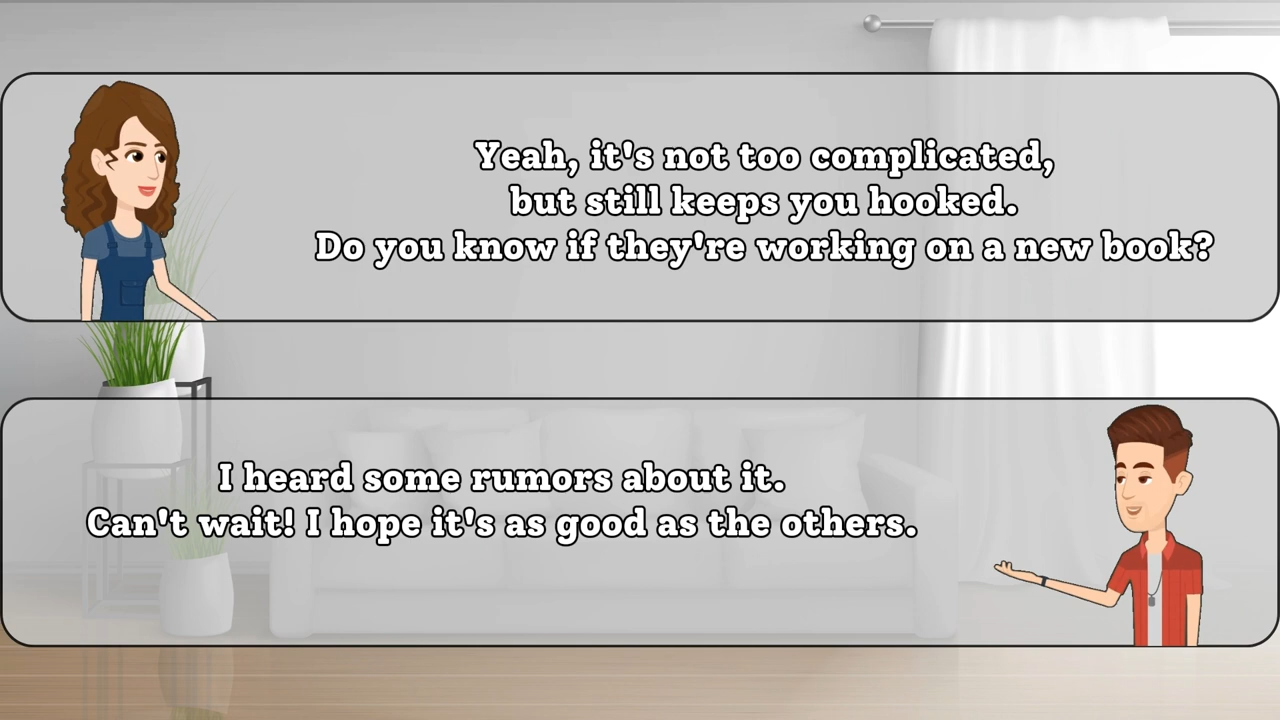 Yeah, it's not too complicated,
but still keeps you hooked.
Do you know if they're working on a new book?
I heard some rumors about it.
Can't wait! I hope it's as good as the others.